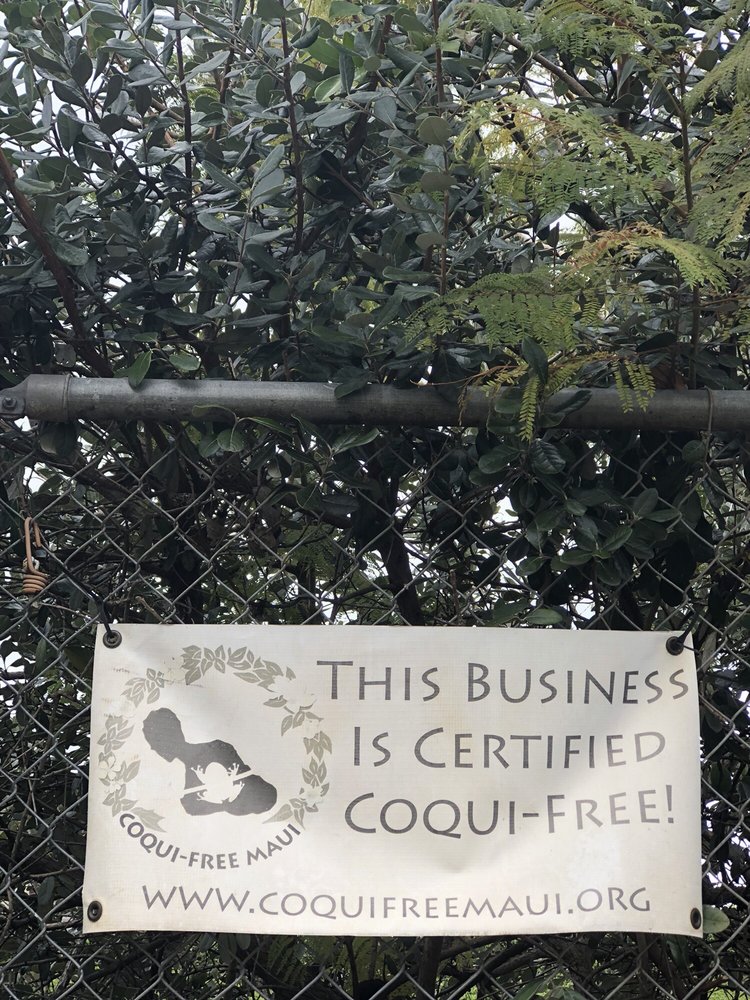 THIS BUSINESS
IS CERTIFIED
COQUI-FREE!
COQUI-FREE MAUI
WWW.COQUIFREEMAUI.ORG